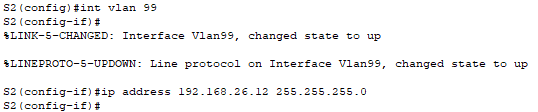 S2(config)#int vlan 99
S2(config-if)#
%LINK-5-CHANGED: Interface Vlan99, changed state to up
%LINEPROTO-5-UPDOWN: Line protocol on Interface Vlan99, changed state to up
S2(config-if)#ip address 192.168.26.12 255.255.255.0
S2(config-if)#